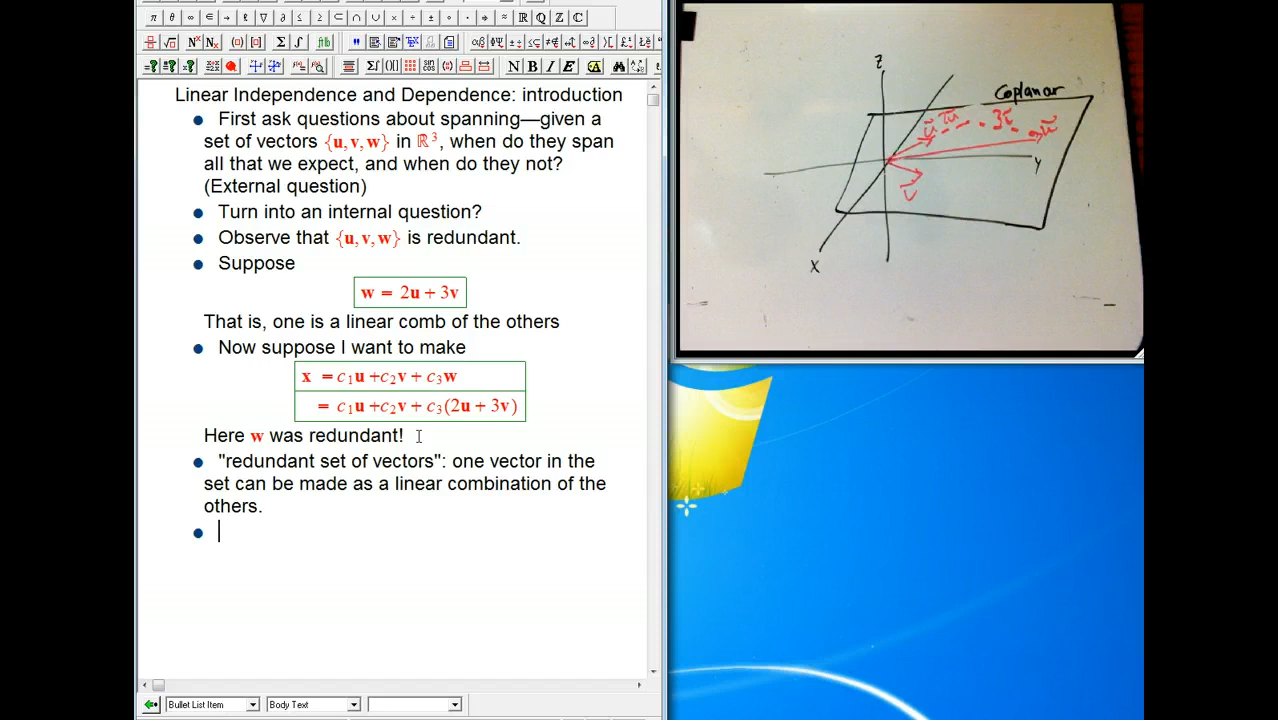 Linear Independence and Dependence: introduction
First ask questions about spanning—given a
set of vectors {u, v, w} in ℝ³, when do they span
all that we expect, and when do they not?
(External question)
Turn into an internal question?
Observe that {u, v, w} is redundant.
Suppose
w = 2u + 3v
That is, one is a linear comb of the others
Now suppose I want to make
x = c₁u + c₂v + c₃w
= c₁u + c₂v + c₃(2u + 3v)
Here w was redundant!
"redundant set of vectors": one vector in the
set can be made as a linear combination of the
others.
Bullet List Item
Body Text
z
Coplanar
y
x